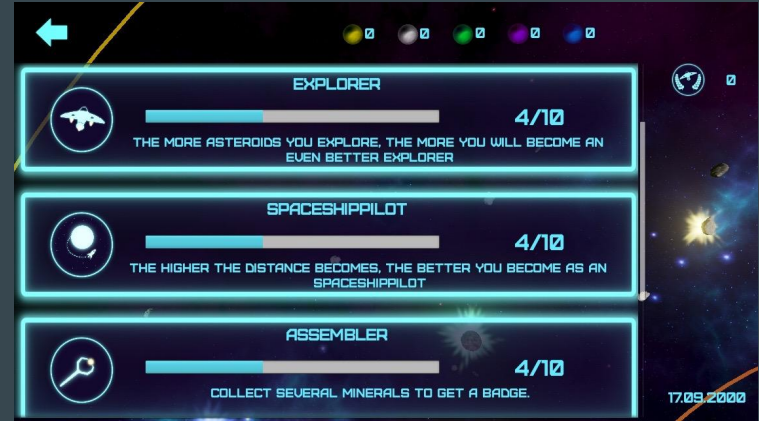 0 0 0 0 0
EXPLORER
4/10
THE MORE ASTEROIDS YOU EXPLORE, THE MORE YOU WILL BECOME AN
EVEN BETTER EXPLORER
0
SPACESHIPPILOT
4/10
THE HIGHER THE DISTANCE BECOMES, THE BETTER YOU BECOME AS AN
SPACESHIPPILOT
ASSEMBLER
4/10
COLLECT SEVERAL MINERALS TO GET A BADGE.
17.09.2000